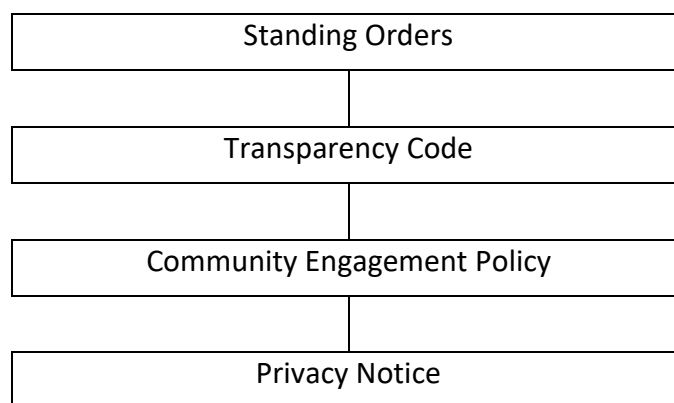 Standing Orders
Transparency Code
Community Engagement Policy
Privacy Notice